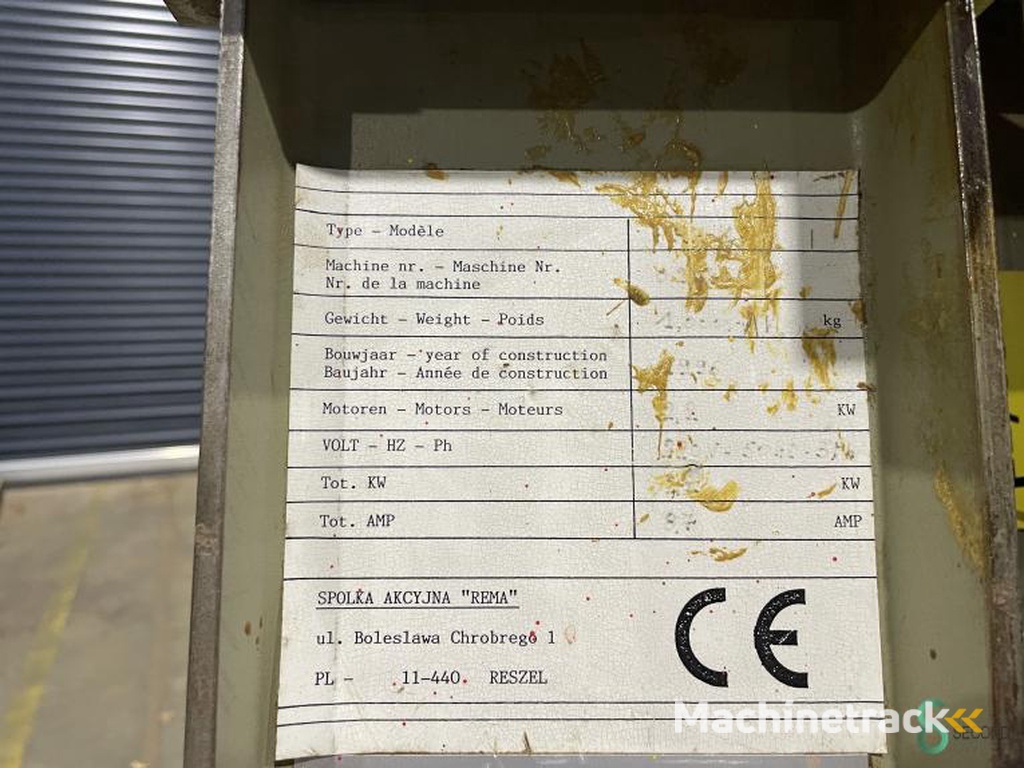 Type - Modèle
Machine nr. - Maschine Nr.
Nr. de la machine
Gewicht - Weight - Poids kg
Bouwjaar - year of construction
Baujahr - Année de construction
Motoren - Motors - Moteurs KW
VOLT - HZ - Ph
Tot. KW KW
Tot. AMP AMP
SPOLKA AKCYJNA "REMA"
ul. Boleslawa Chrobrego 1
PL - 11-440 RESZEL
CE
Machinetrack